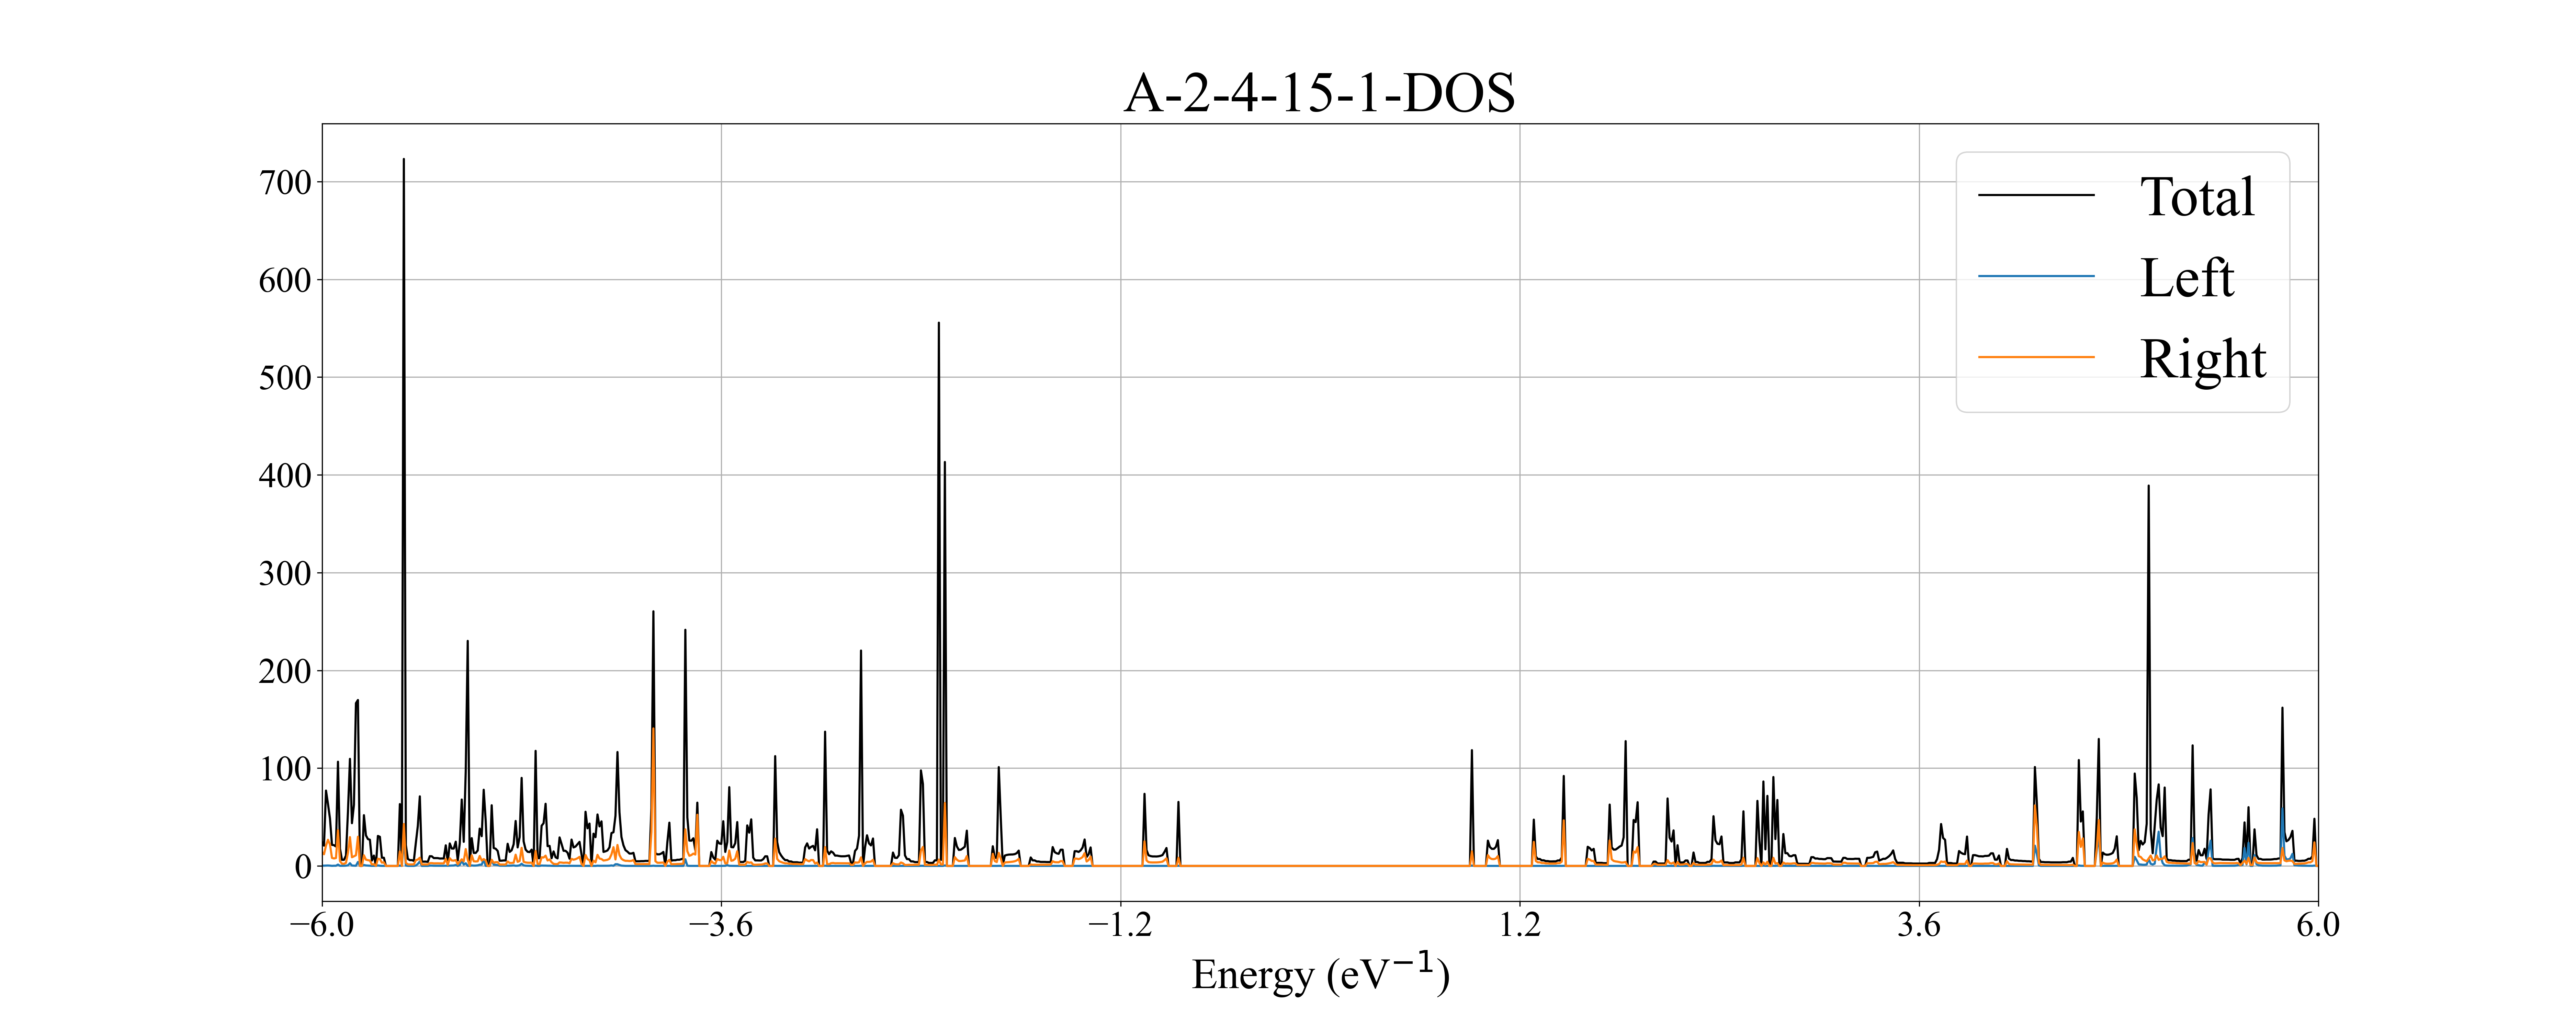 A-2-4-15-1-DOS
700
600
500
400
300
200
100
0
Total
Left
Right
−6.0 −3.6 −1.2 1.2 3.6 6.0
Energy (eV⁻¹)